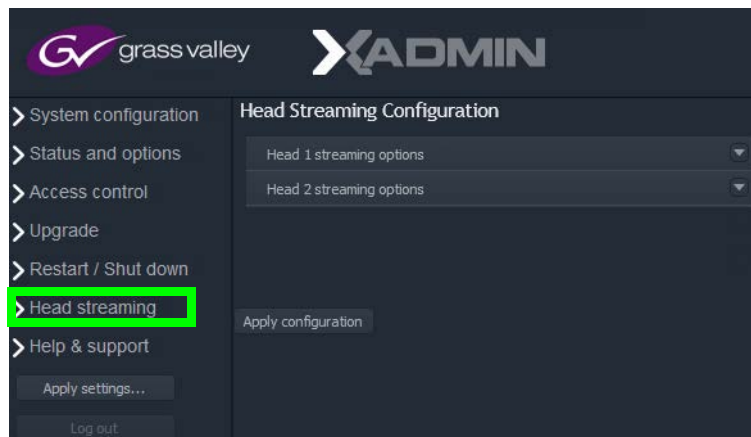 grass valley
XADMIN
System configuration
Status and options
Access control
Upgrade
Restart / Shut down
Head streaming
Help & support
Apply settings...
Log out
Head Streaming Configuration
Head 1 streaming options
Head 2 streaming options
Apply configuration